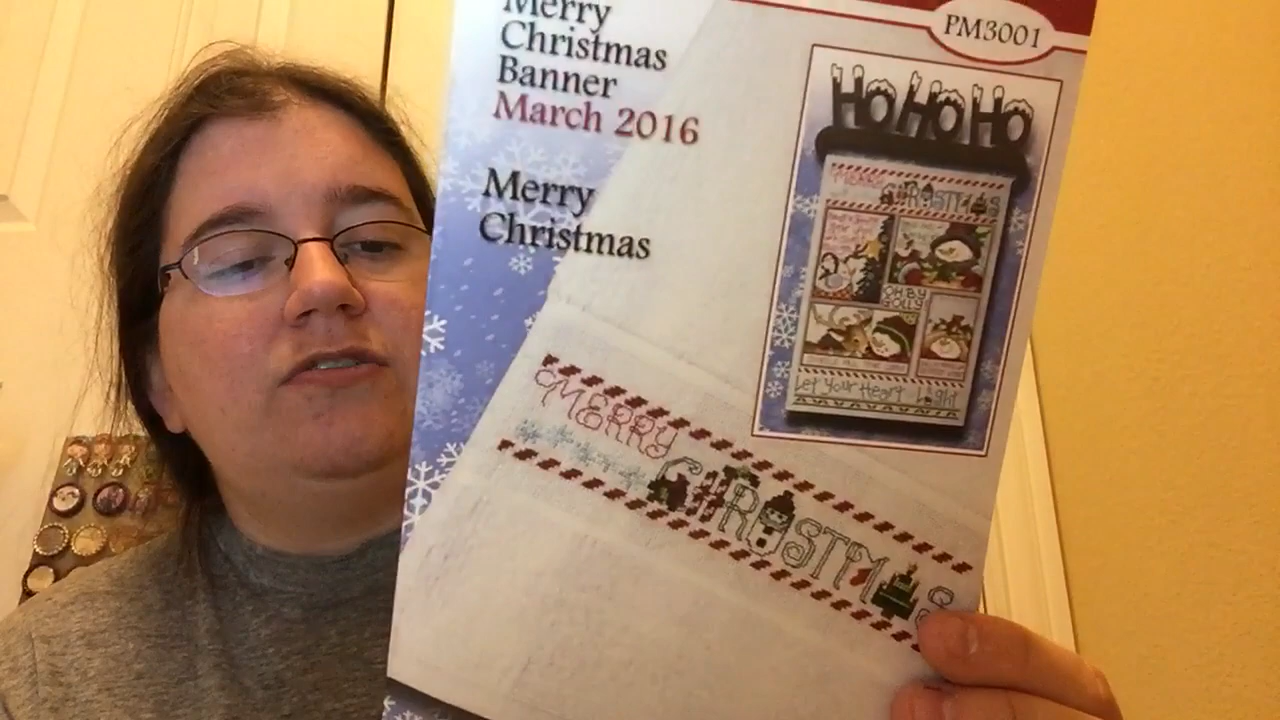 Merry
Christmas
Banner
March 2016
Merry
Christmas
PM3001
HO HO HO
MERRY
CHRISTMAS
OH BY
GOLLY
Let Your Heart Be Light
MERRY
CHRISTMAS